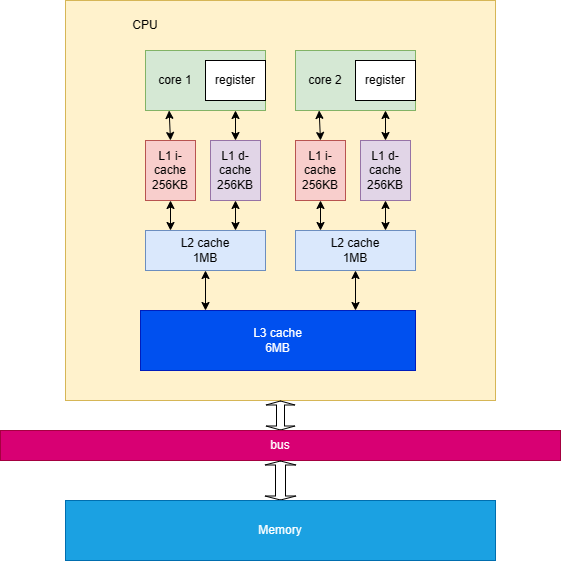 CPU
core 1
register
core 2
register
L1 i-
cache
256KB
L1 d-
cache
256KB
L1 i-
cache
256KB
L1 d-
cache
256KB
L2 cache
1MB
L2 cache
1MB
L3 cache
6MB
bus
Memory